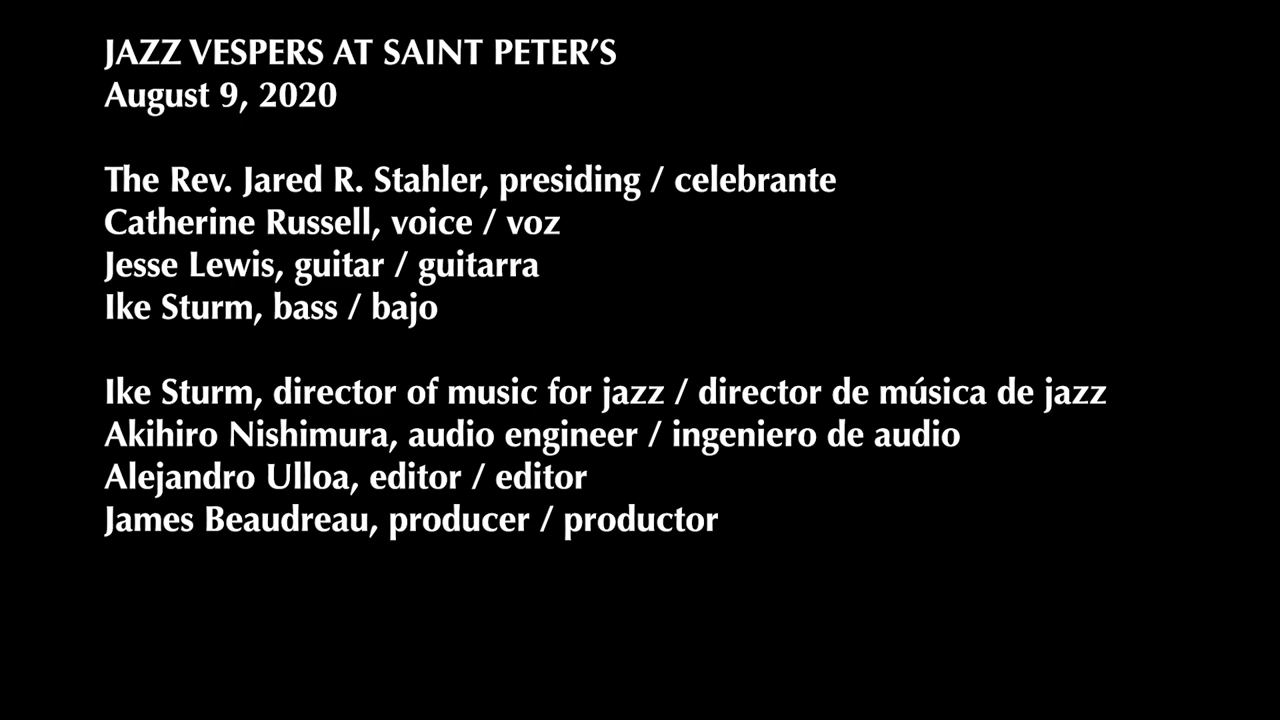 JAZZ VESPERS AT SAINT PETER’S
August 9, 2020
The Rev. Jared R. Stahler, presiding / celebrante
Catherine Russell, voice / voz
Jesse Lewis, guitar / guitarra
Ike Sturm, bass / bajo
Ike Sturm, director of music for jazz / director de música de jazz
Akihiro Nishimura, audio engineer / ingeniero de audio
Alejandro Ulloa, editor / editor
James Beaudreau, producer / productor